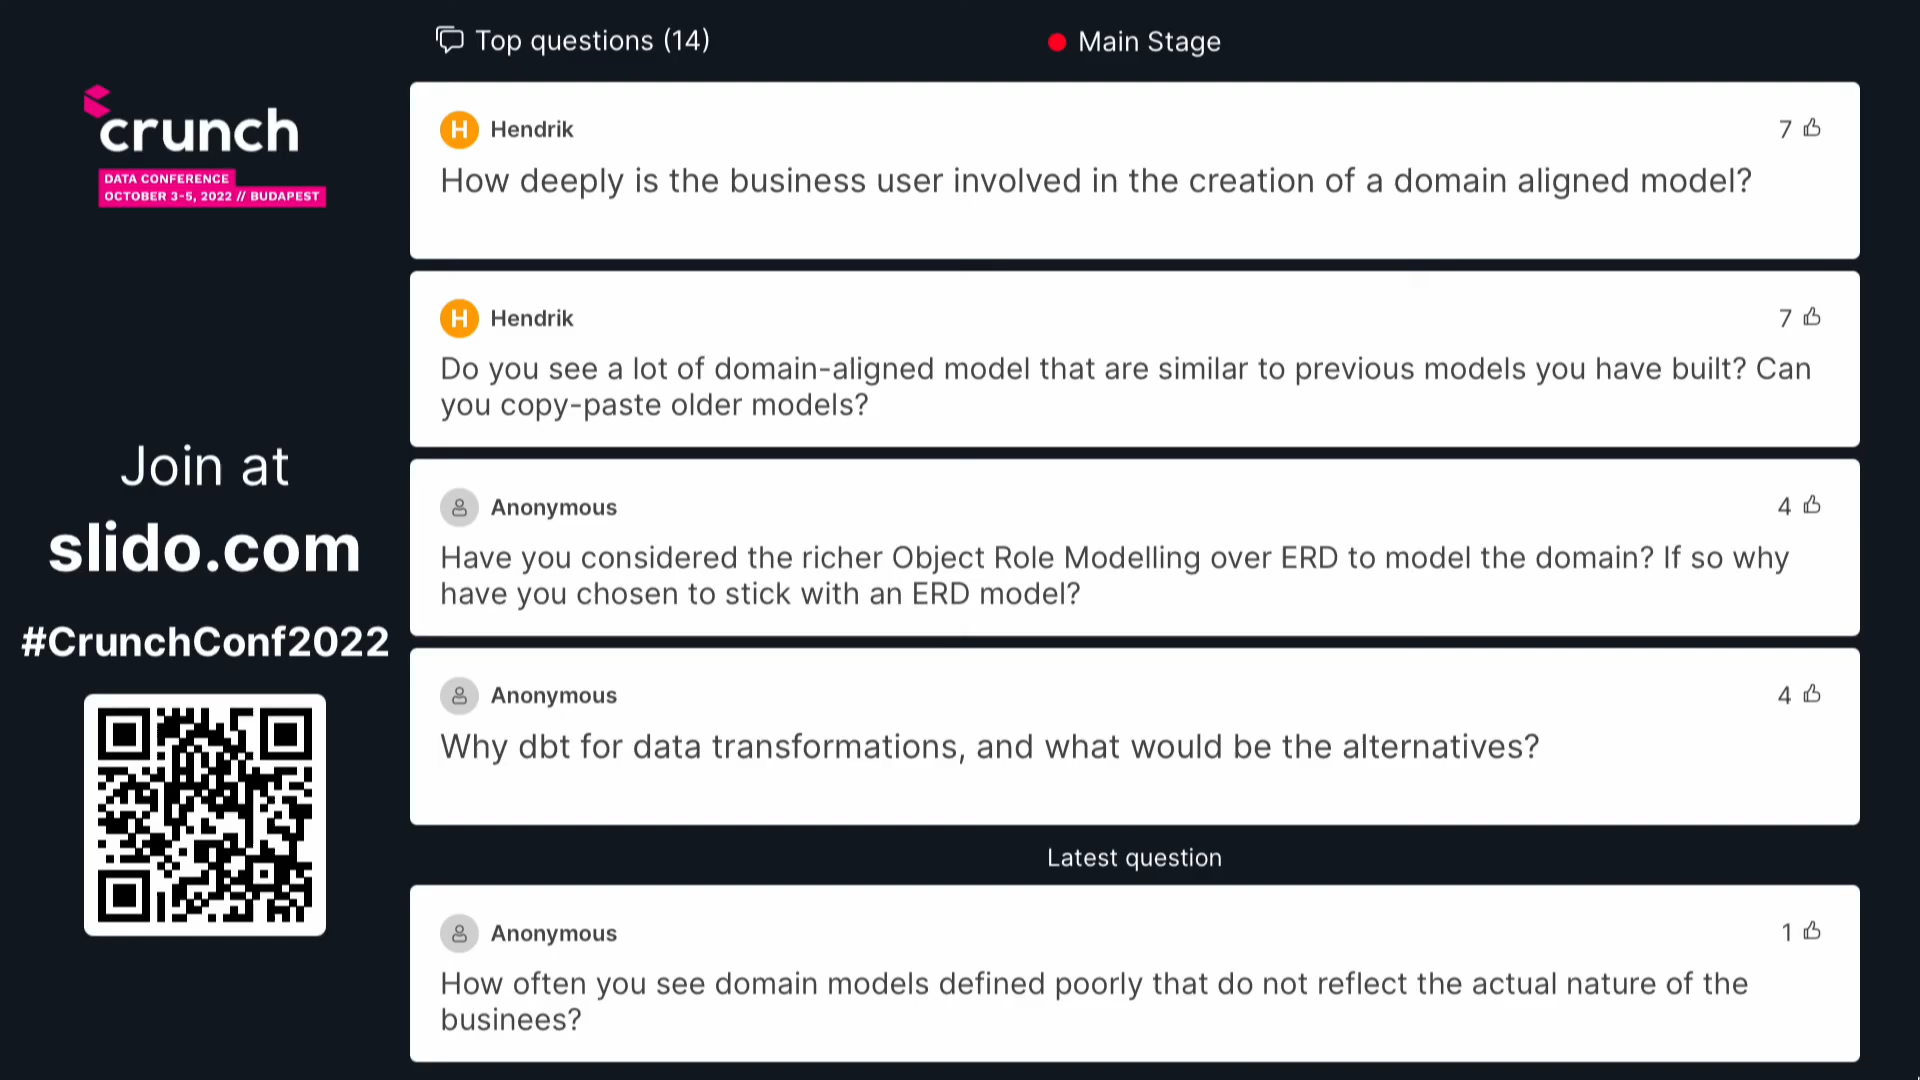 crunch
DATA CONFERENCE
OCTOBER 3-5, 2022 // BUDAPEST
Join at
slido.com
#CrunchConf2022
Top questions (14)
Main Stage
H Hendrik 7
How deeply is the business user involved in the creation of a domain aligned model?
H Hendrik 7
Do you see a lot of domain-aligned model that are similar to previous models you have built? Can
you copy-paste older models?
Anonymous 4
Have you considered the richer Object Role Modelling over ERD to model the domain? If so why
have you chosen to stick with an ERD model?
Anonymous 4
Why dbt for data transformations, and what would be the alternatives?
Latest question
Anonymous 1
How often you see domain models defined poorly that do not reflect the actual nature of the
businees?